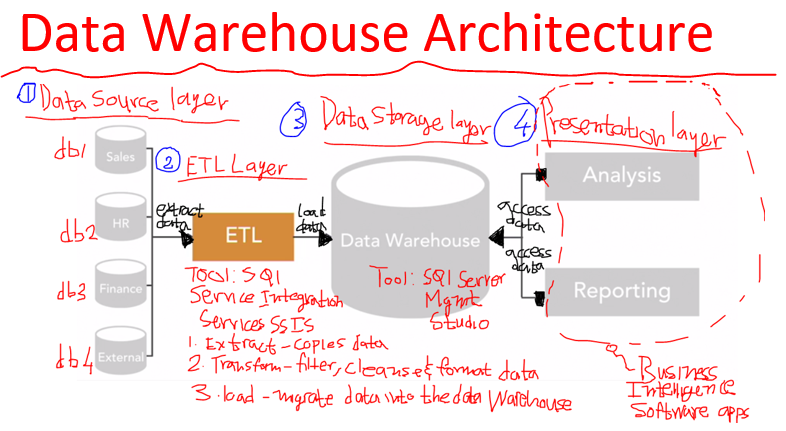 Data Warehouse Architecture
1 Data Source layer
3 Data Storage layer
4 Presentation layer
db1
Sales
2 ETL Layer
Analysis
db2
HR
extract
data
ETL
load
data
Data Warehouse
access
data
access
data
db3
Finance
Tool: SQl
Service Integration
Services SSIS
Tool: SQl Server
Mgmt
Studio
Reporting
db4
External
1. Extract - copies data
2. Transform - filter, cleanse & format data
3. load - migrate data into the data Warehouse
Business
Intelligence
Software apps